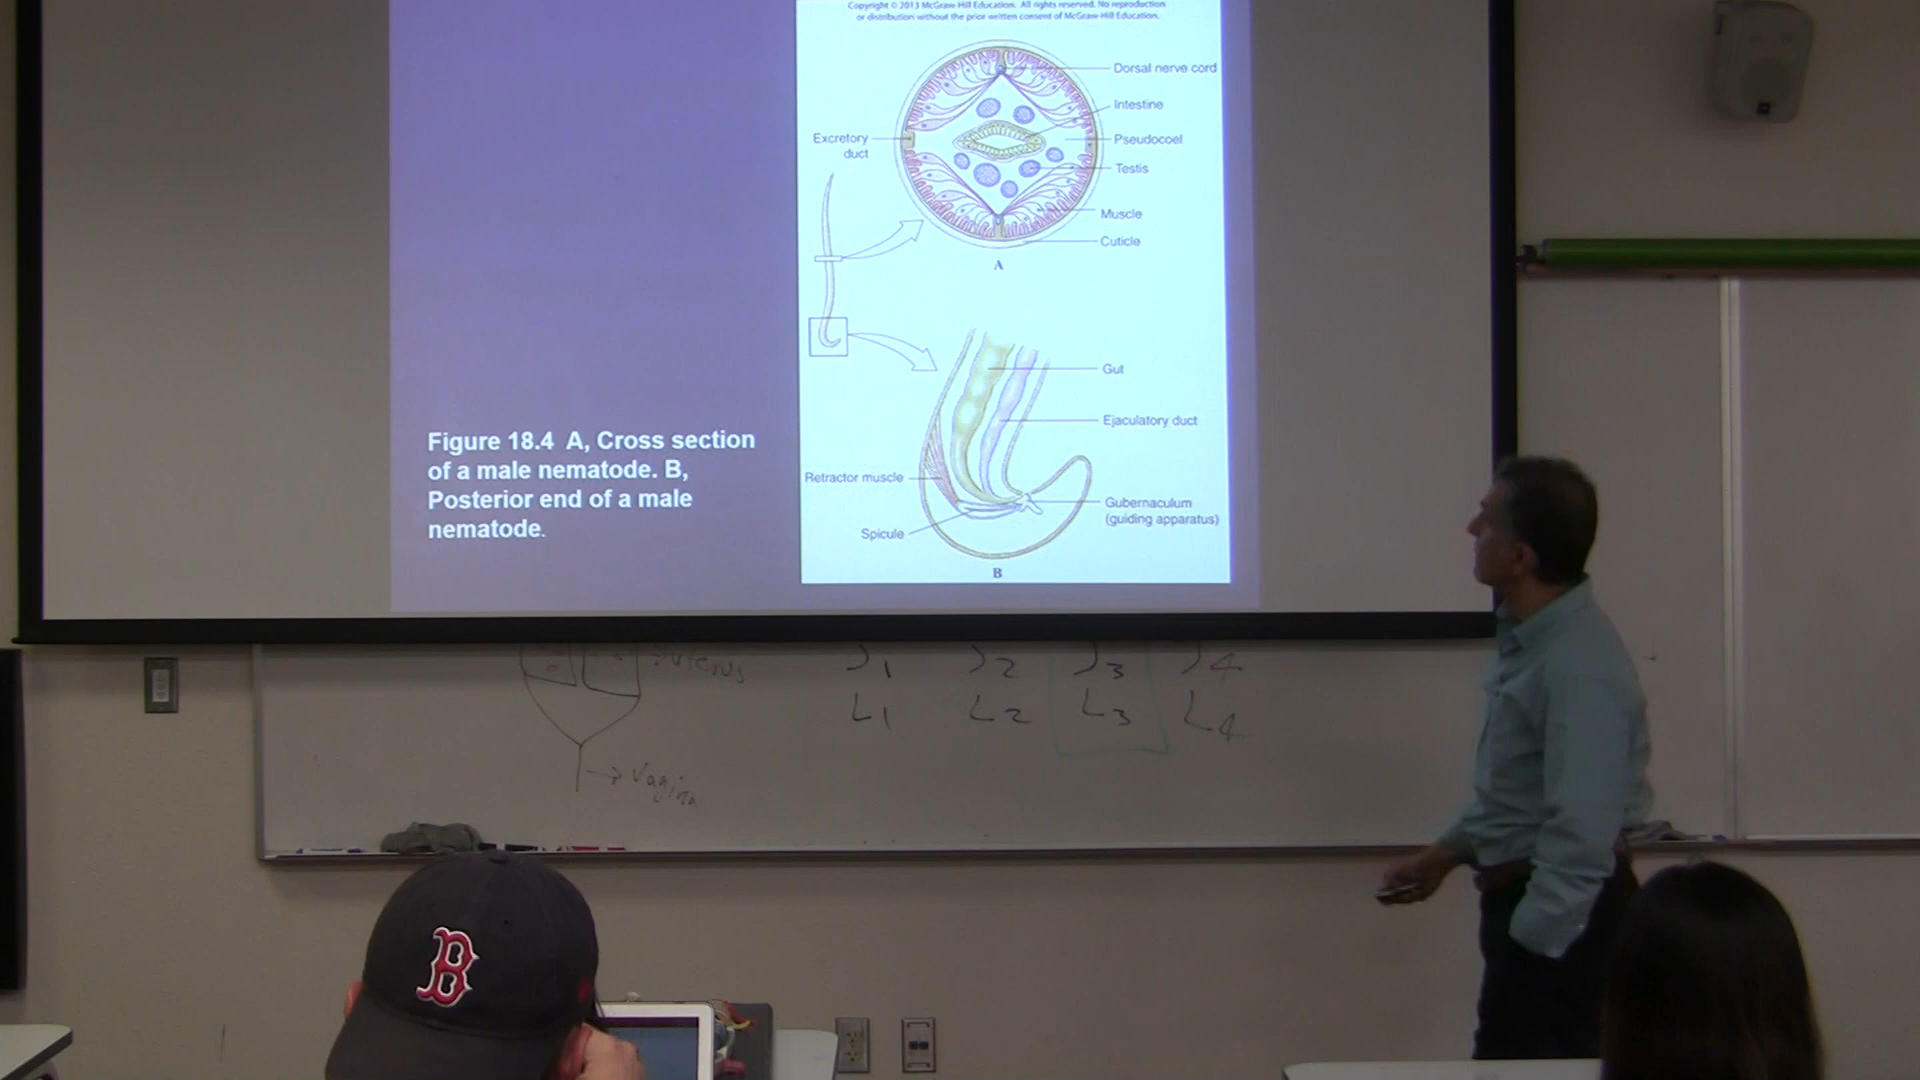 Copyright © 2013 McGraw-Hill Education. All rights reserved. No reproduction
or distribution without the prior written consent of McGraw-Hill Education.
Dorsal nerve cord
Intestine
Excretory
duct
Pseudocoel
Testis
Muscle
Cuticle
A
Gut
Ejaculatory duct
Retractor muscle
Gubernaculum
(guiding apparatus)
Spicule
B
Figure 18.4 A, Cross section
of a male nematode. B,
Posterior end of a male
nematode.
uterus
J1 J2 J3 J4
L1 L2 L3 L4
vagina
B